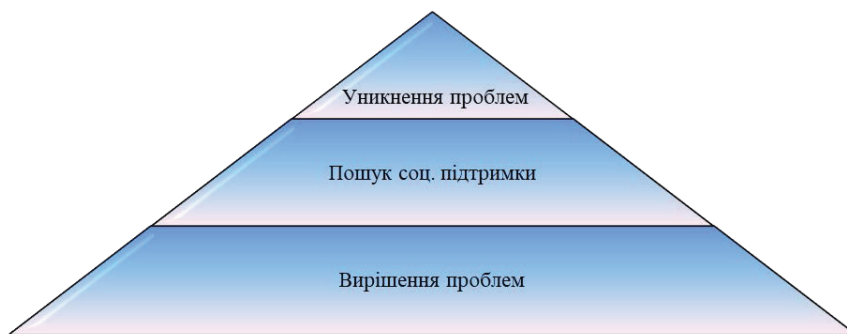 Уникнення проблем
Пошук соц. підтримки
Вирішення проблем